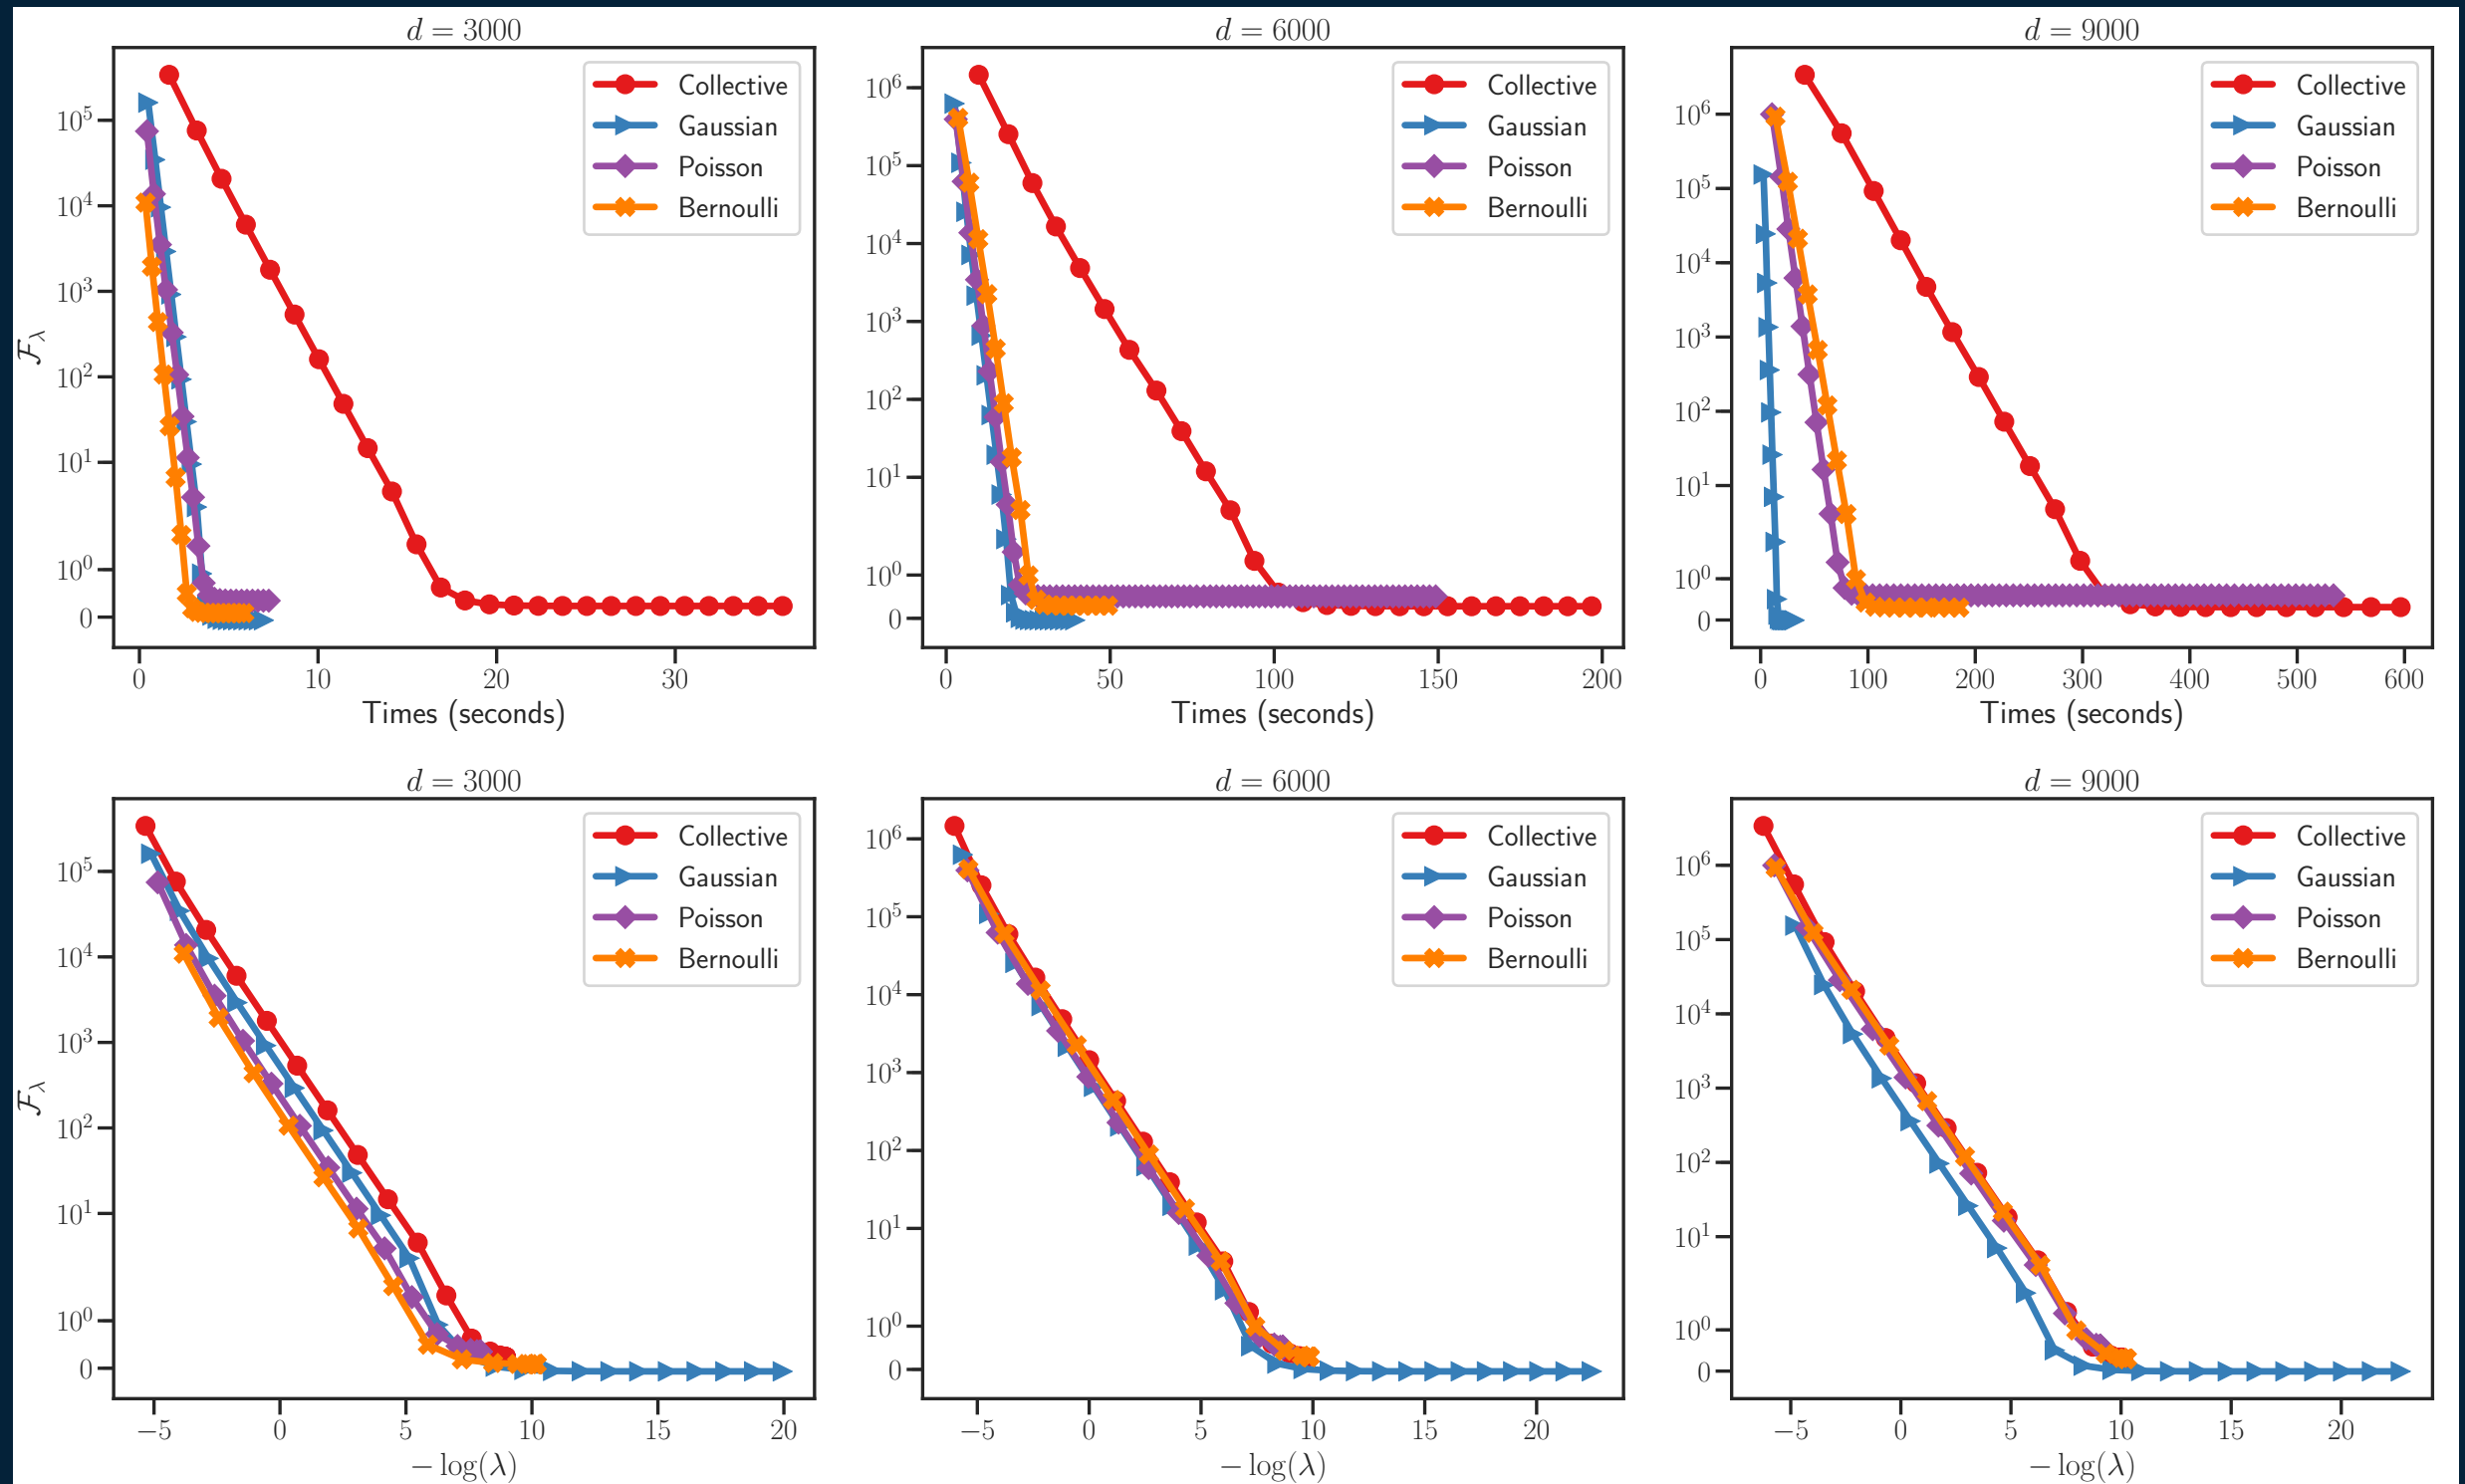 d = 3000
10^5
10^4
10^3
10^2
10^1
10^0
0
F_λ
0 10 20 30
Times (seconds)
Collective
Gaussian
Poisson
Bernoulli
d = 6000
10^6
10^5
10^4
10^3
10^2
10^1
10^0
0
0 50 100 150 200
Times (seconds)
Collective
Gaussian
Poisson
Bernoulli
d = 9000
10^6
10^5
10^4
10^3
10^2
10^1
10^0
0
0 100 200 300 400 500 600
Times (seconds)
Collective
Gaussian
Poisson
Bernoulli
d = 3000
10^5
10^4
10^3
10^2
10^1
10^0
0
F_λ
−5 0 5 10 15 20
− log(λ)
Collective
Gaussian
Poisson
Bernoulli
d = 6000
10^6
10^5
10^4
10^3
10^2
10^1
10^0
0
−5 0 5 10 15 20
− log(λ)
Collective
Gaussian
Poisson
Bernoulli
d = 9000
10^6
10^5
10^4
10^3
10^2
10^1
10^0
0
−5 0 5 10 15 20
− log(λ)
Collective
Gaussian
Poisson
Bernoulli